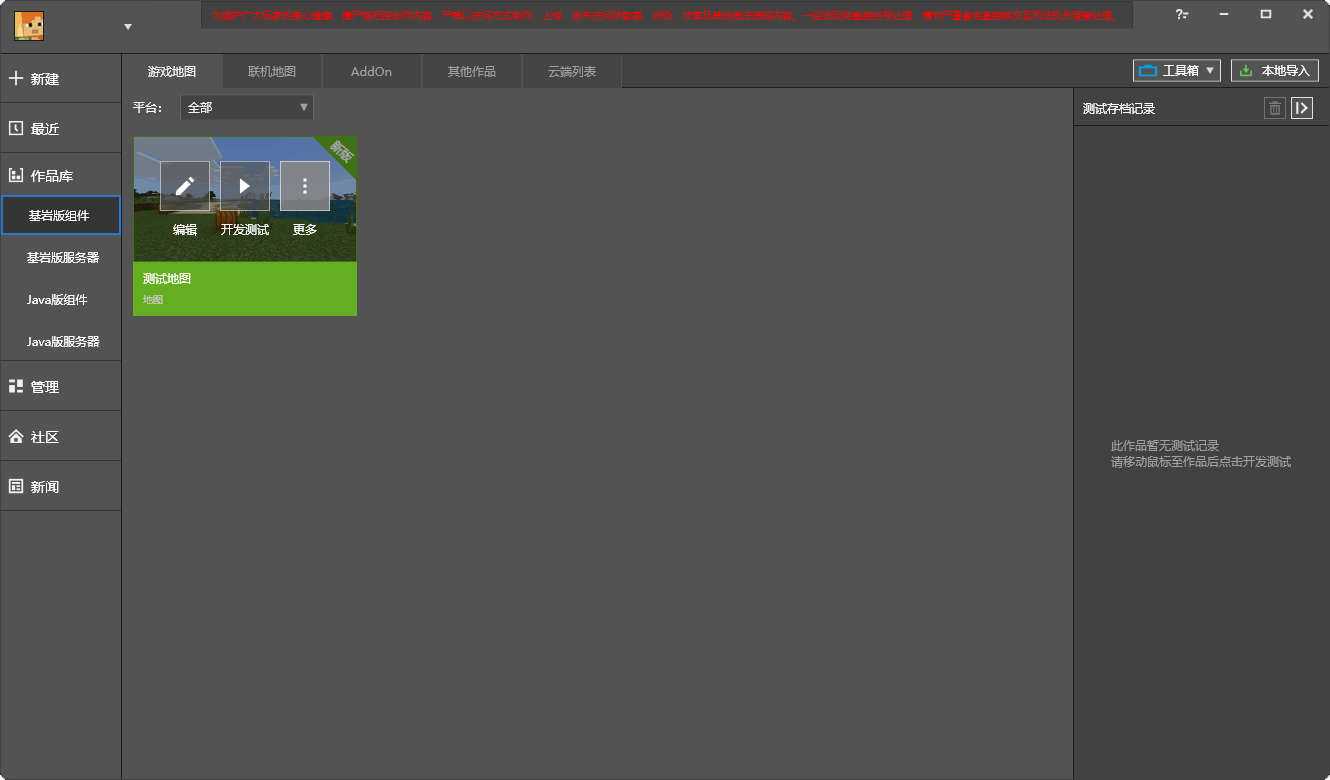 新建
最近
作品库
基岩版组件
基岩版服务器
Java版组件
Java版服务器
管理
社区
新闻
游戏地图
联机地图
AddOn
其他作品
云端列表
工具箱
本地导入
平台：
全部
新版
编辑
开发测试
更多
测试地图
地图
测试存档记录
此作品暂无测试记录
请移动鼠标至作品后点击开发测试